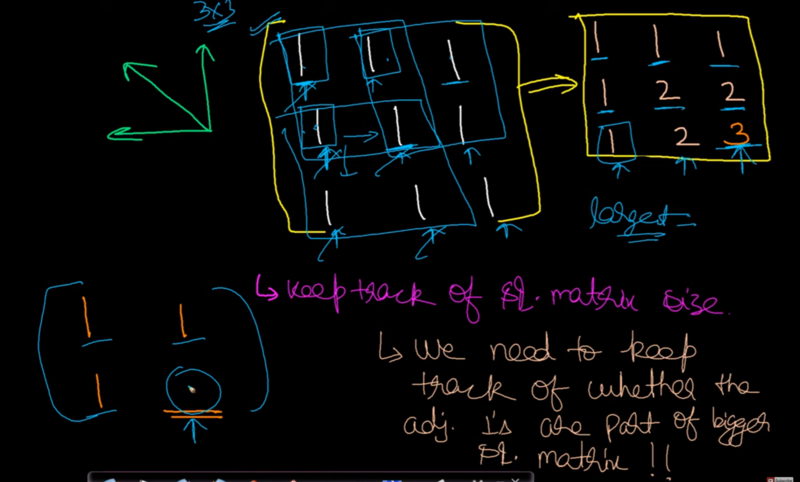 3x3
1 1 1
1 1 1
1 1 1
1 1 1
1 2 2
1 2 3
largest
1 1
1
↳ Keep track of sq. matrix size.
↳ We need to keep
track of whether the
adj. 1's are part of bigger
sq. matrix !!